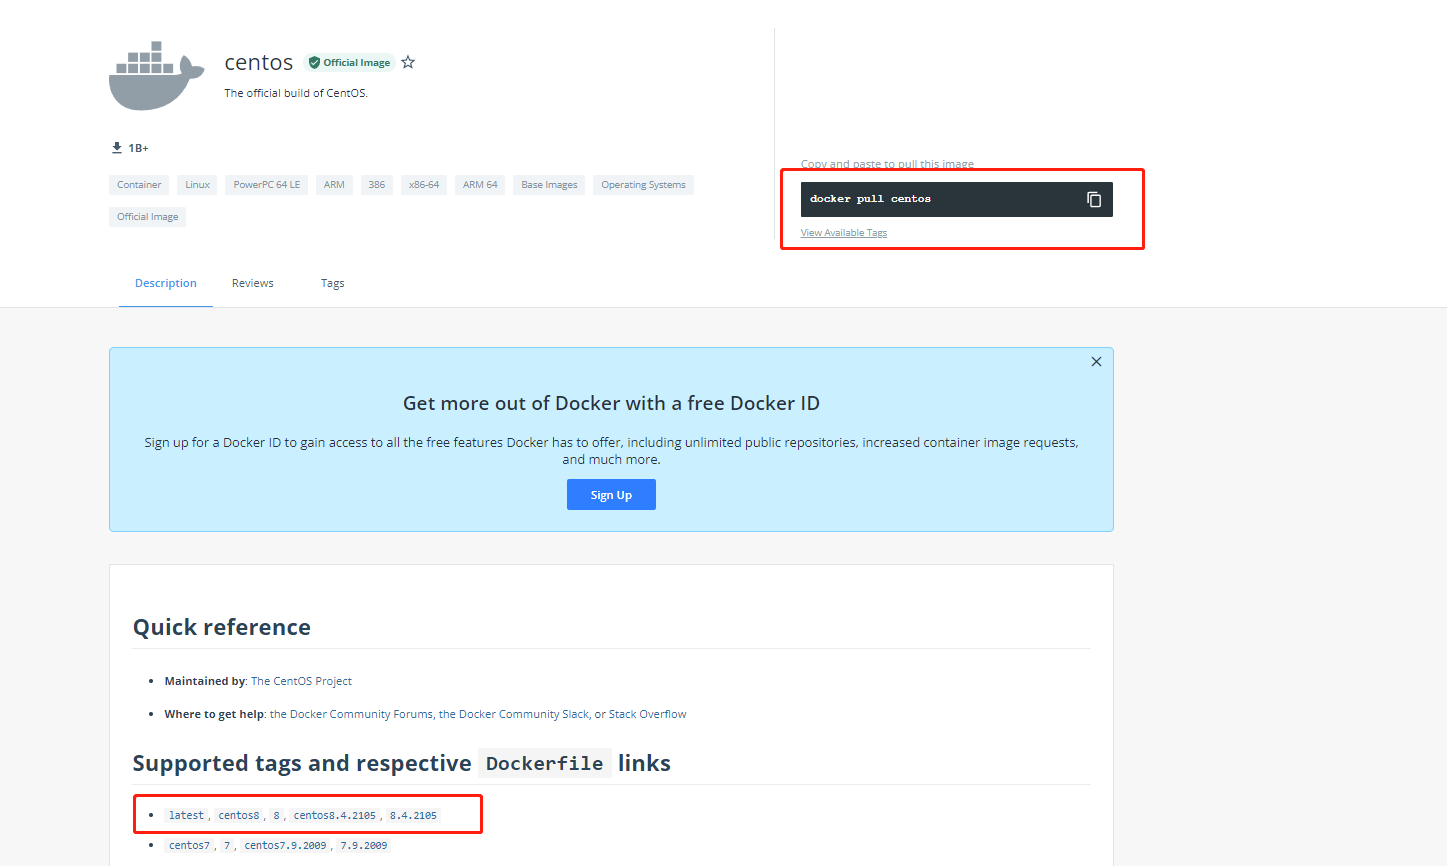 centos Official Image
The official build of CentOS.
1B+
Container Linux PowerPC 64 LE ARM 386 x86-64 ARM 64 Base Images Operating Systems
Official Image
Copy and paste to pull this image
docker pull centos
View Available Tags
Description Reviews Tags
Get more out of Docker with a free Docker ID
Sign up for a Docker ID to gain access to all the free features Docker has to offer, including unlimited public repositories, increased container image requests,
and much more.
Sign Up
Quick reference
Maintained by: The CentOS Project
Where to get help: the Docker Community Forums, the Docker Community Slack, or Stack Overflow
Supported tags and respective Dockerfile links
latest, centos8, 8, centos8.4.2105, 8.4.2105
centos7, 7, centos7.9.2009, 7.9.2009